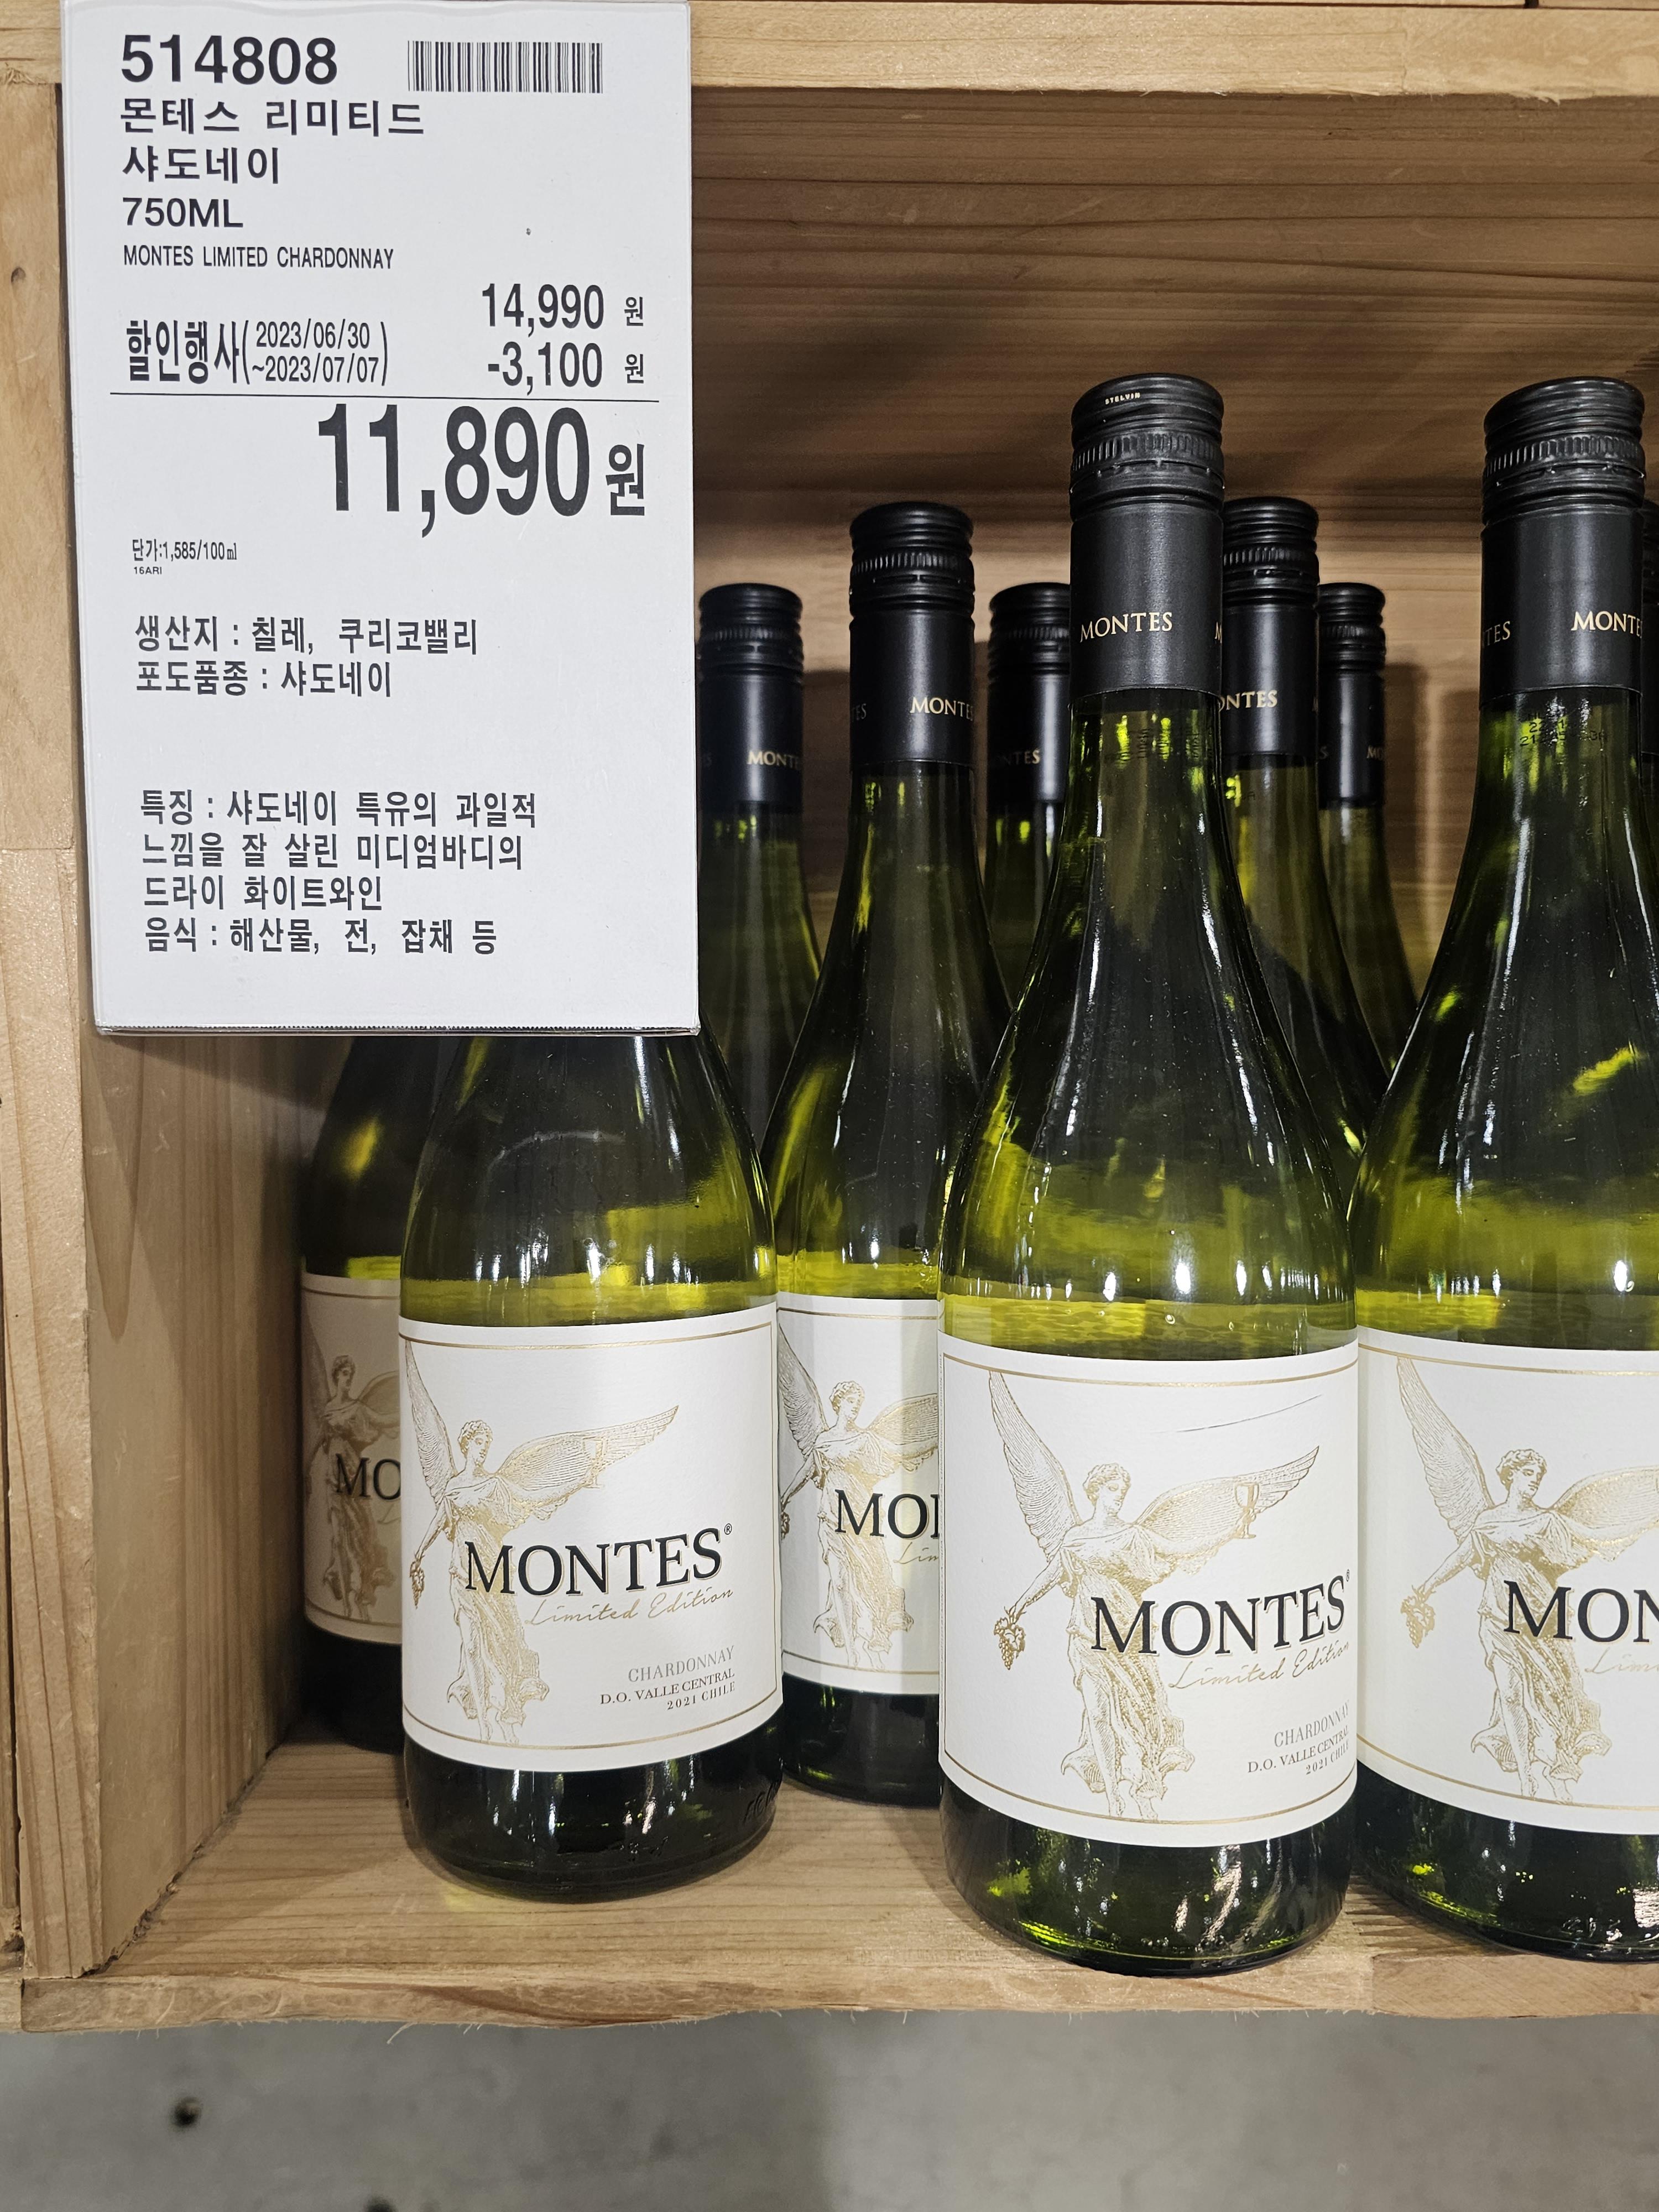 514808
몬테스 리미티드
샤도네이
750ML
MONTES LIMITED CHARDONNAY
14,990 원
할인행사(2023/06/30
~2023/07/07)
-3,100 원
11,890원
단가:1,585/100㎖
16ARI
생산지 : 칠레, 쿠리코밸리
포도품종 : 샤도네이
특징 : 샤도네이 특유의 과일적
느낌을 잘 살린 미디엄바디의
드라이 화이트와인
음식 : 해산물, 전, 잡채 등
STELVIN
MONTES
MONTES
MONTES
MONTES
MONTES®
Limited Edition
CHARDONNAY
D.O. VALLE CENTRAL
2021 CHILE
MONTES®
Limited Edition
CHARDONNAY
D.O. VALLE CENTRAL
2021 CHILE